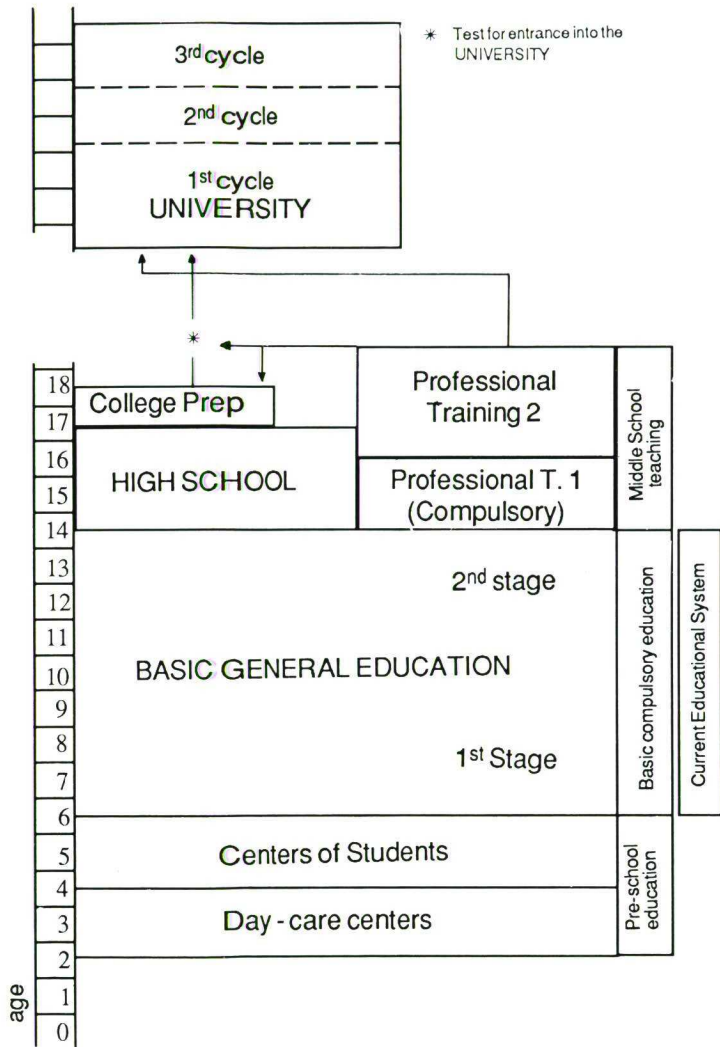 * Test for entrance into the
UNIVERSITY
3rd cycle
2nd cycle
1st cycle
UNIVERSITY
*
18
17
16
15
14
13
12
11
10
9
8
7
6
5
4
3
2
1
0
age
College Prep
Professional
Training 2
HIGH SCHOOL
Professional T. 1
(Compulsory)
Middle School
teaching
2nd stage
BASIC GENERAL EDUCATION
1st Stage
Basic compulsory education
Current Educational System
Centers of Students
Day - care centers
Pre-school
education